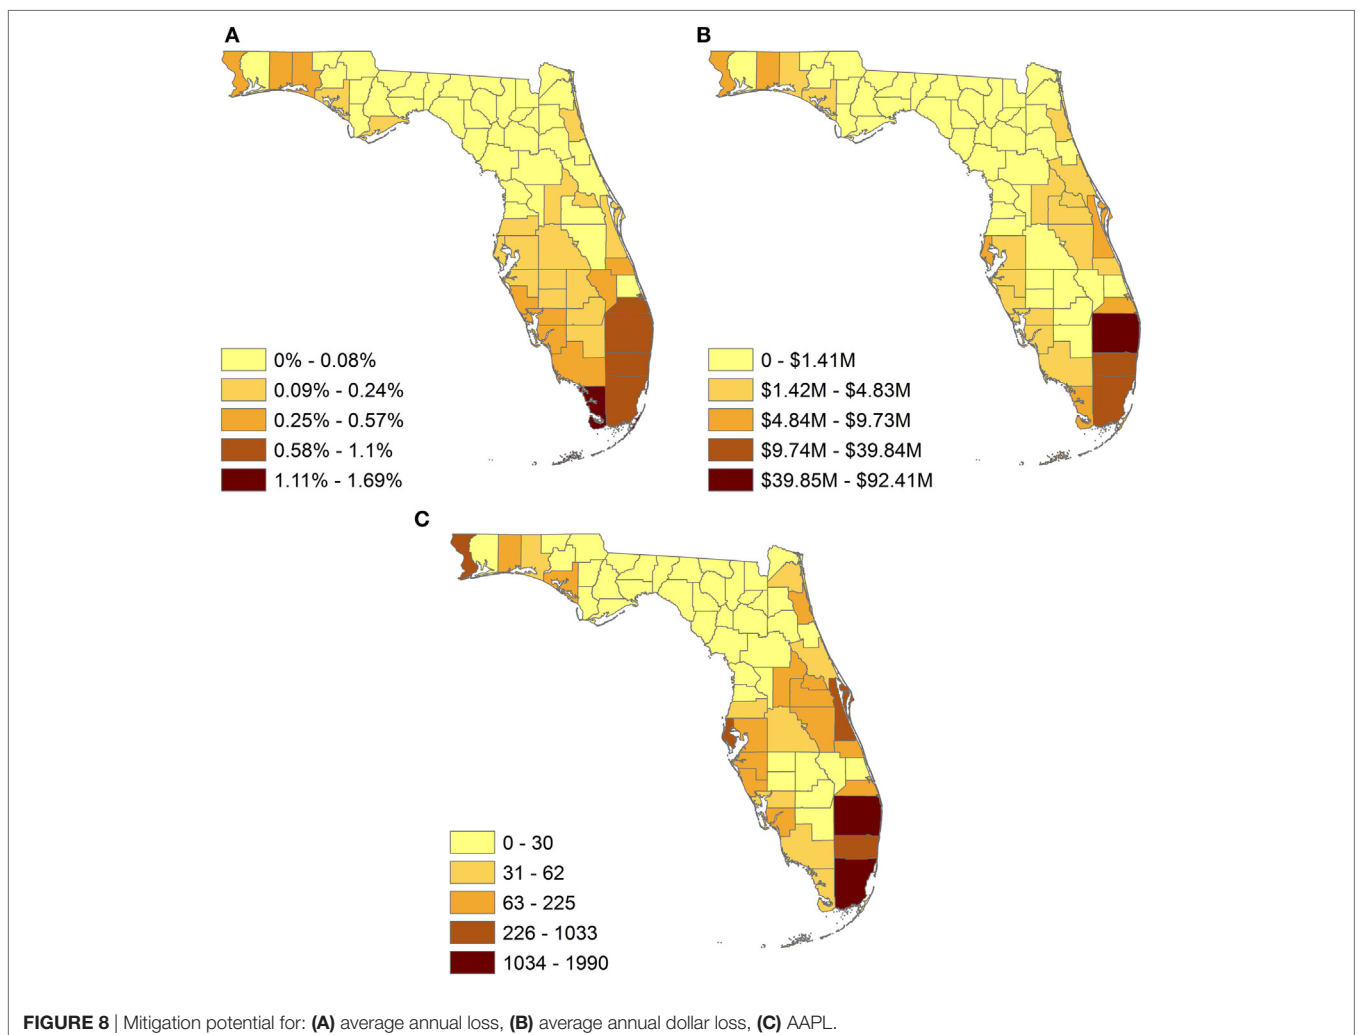 A
B
0% - 0.08%
0.09% - 0.24%
0.25% - 0.57%
0.58% - 1.1%
1.11% - 1.69%
0 - $1.41M
$1.42M - $4.83M
$4.84M - $9.73M
$9.74M - $39.84M
$39.85M - $92.41M
C
0 - 30
31 - 62
63 - 225
226 - 1033
1034 - 1990
FIGURE 8 | Mitigation potential for: (A) average annual loss, (B) average annual dollar loss, (C) AAPL.